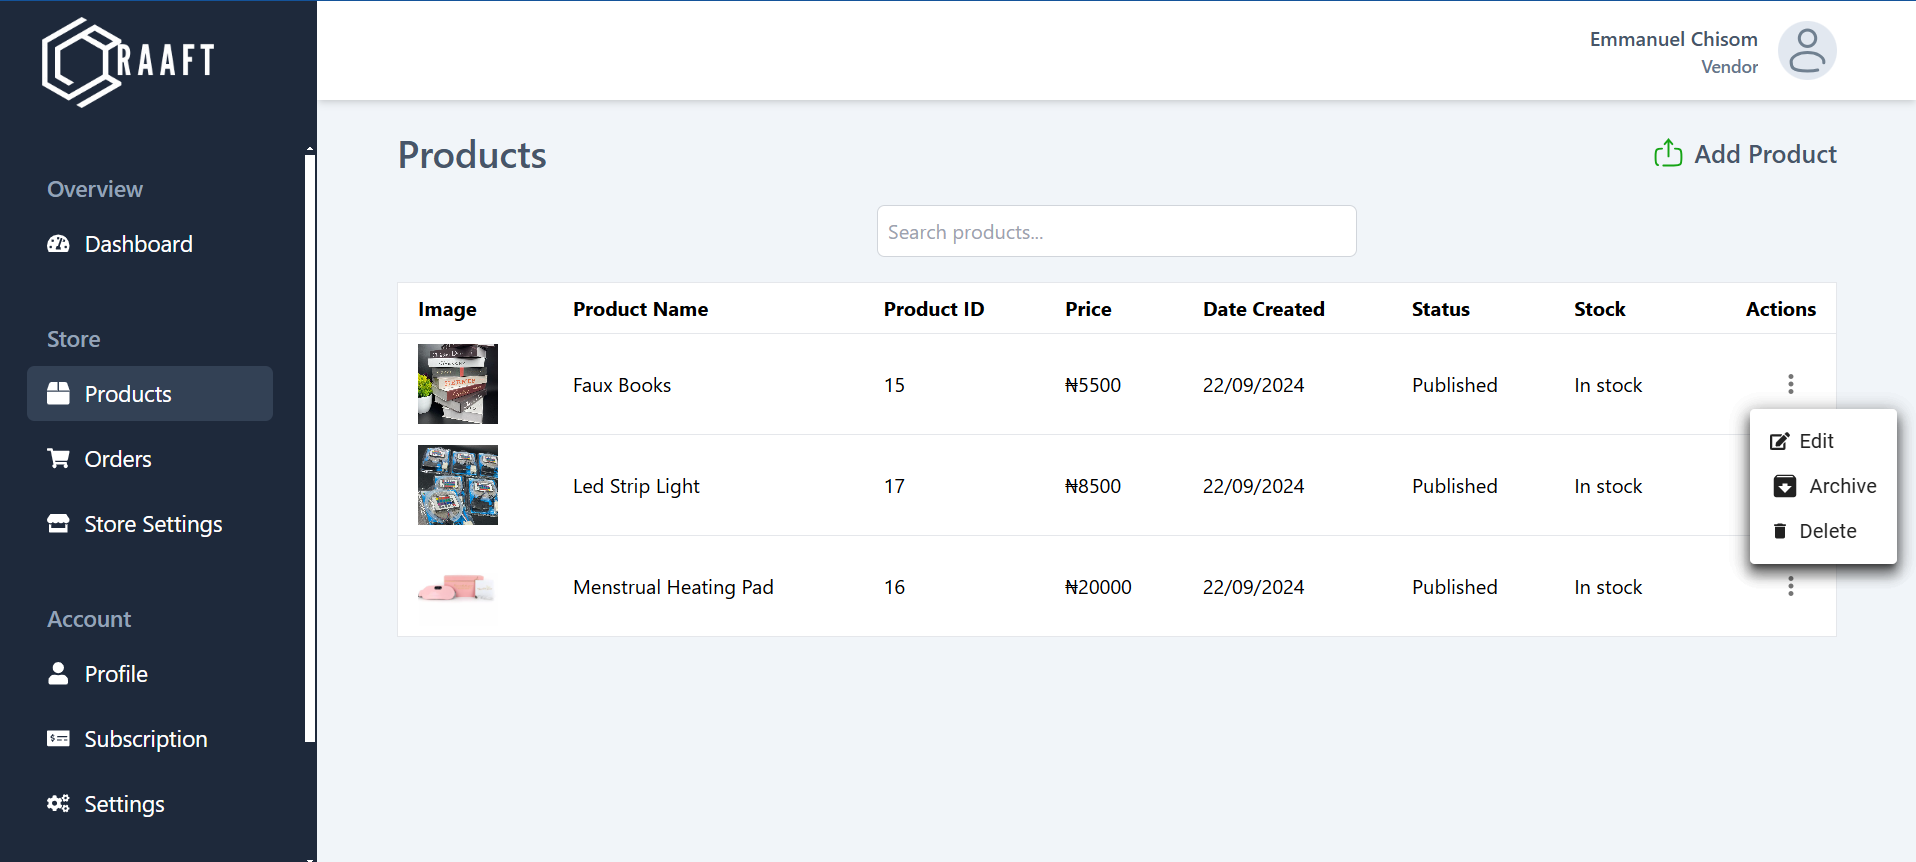 RAAFT
Emmanuel Chisom
Vendor
Overview
Dashboard
Store
Products
Orders
Store Settings
Account
Profile
Subscription
Settings
Products
Add Product
Search products...
Image Product Name Product ID Price Date Created Status Stock Actions
Faux Books 15 ₦5500 22/09/2024 Published In stock
Led Strip Light 17 ₦8500 22/09/2024 Published In stock
Menstrual Heating Pad 16 ₦20000 22/09/2024 Published In stock
Edit
Archive
Delete